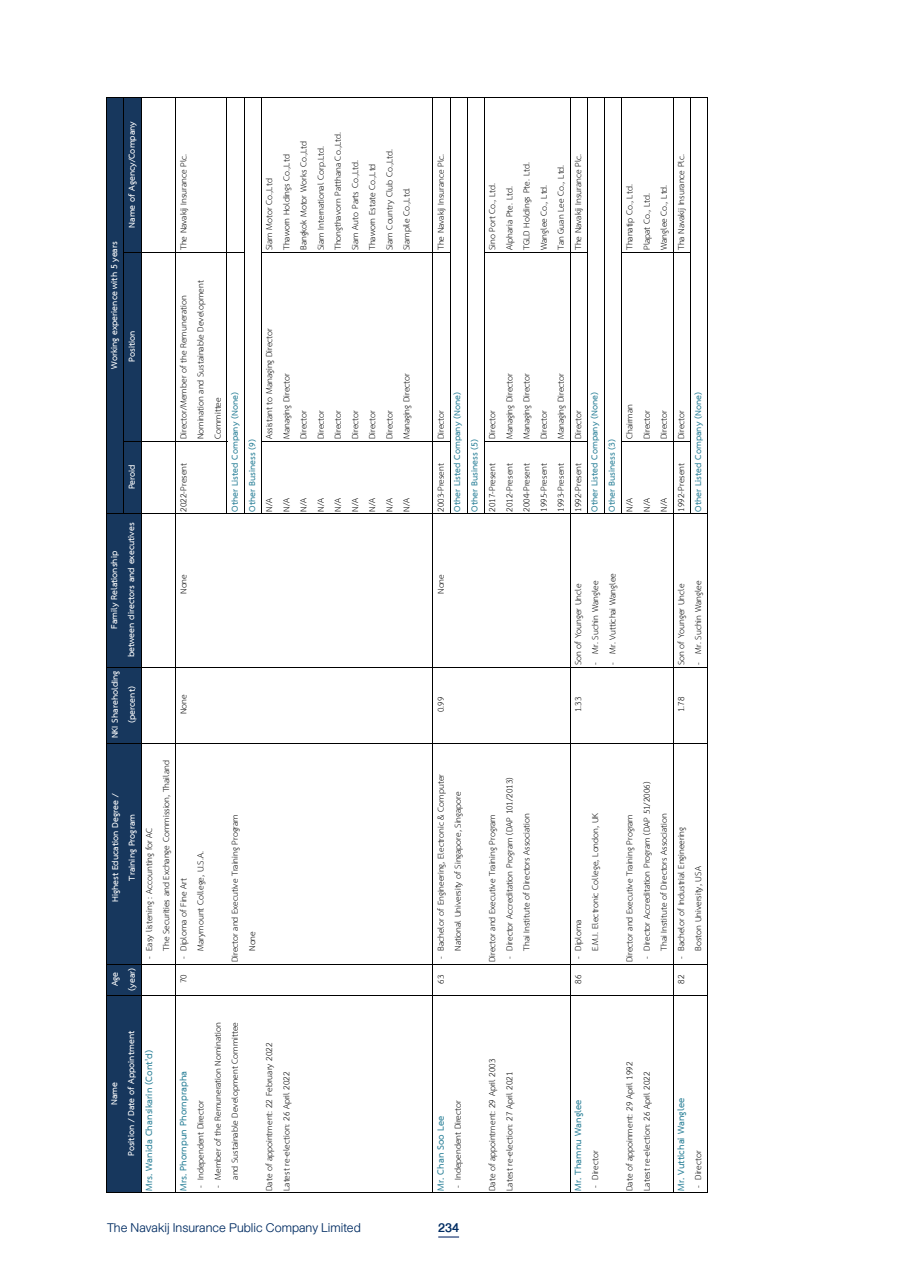 Name
Position / Date of Appointment
Age
(year)
Highest Education Degree /
Training Program
NKI Shareholding
(percent)
Family Relationship
between directors and executives
Working experience with 5 years
Peroid
Position
Name of Agency/Company
Mrs. Wanida Chansikarin (Cont'd)
- Easy Listening : Accounting for AC
The Securities and Exchange Commission, Thailand
Mrs. Phornpun Phornprapha
- Independent Director
- Member of the Remuneration Nomination
and Sustainable Development Committee
Date of appointment: 22 February 2022
Latest re-election: 26 April 2022
70
- Diploma of Fine Art
Marymount College, U.S.A.
Director and Executive Training Program
None
None
None
2022-Present
Director/Member of the Remuneration
Nomination and Sustainable Development
Committee
The Navakij Insurance Plc.
Other Listed Company (None)
Other Business (9)
N/A Assistant to Managing Director Siam Motor Co.,Ltd
N/A Managing Director Thaworn Holdings Co.,Ltd
N/A Director Bangkok Motor Works Co.,Ltd
N/A Director Siam International Corp.Ltd.
N/A Director Thongthavorn Patthana Co.,Ltd.
N/A Director Siam Auto Parts Co.,Ltd.
N/A Director Thaworn Estate Co.,Ltd
N/A Director Siam Country Club Co.,Ltd.
N/A Managing Director Siampile Co.,Ltd.
Mr. Chan Soo Lee
- Independent Director
Date of appointment: 29 April 2003
Latest re-election: 27 April 2021
63
- Bachelor of Engineering, Electronic & Computer
National University of Singapore, Singapore
Director and Executive Training Program
- Director Accreditation Program (DAP 101/2013)
Thai Institute of Directors Association
0.99
None
2003-Present Director The Navakij Insurance Plc.
Other Listed Company (None)
Other Business (5)
2017-Present Director Sino Port Co., Ltd.
2012-Present Managing Director Alpharia Pte. Ltd.
2004-Present Managing Director TGLD Holdings Pte. Ltd.
1995-Present Director Wanglee Co., Ltd.
1993-Present Managing Director Tan Guan Lee Co., Ltd.
Mr. Thamnu Wanglee
- Director
Date of appoinment: 29 April 1992
Latest re-election: 26 April 2022
86
- Diploma
E.M.I. Electronic College, London, UK
Director and Executive Training Program
- Director Accreditation Program (DAP 51/2006)
Thai Institute of Directors Association
1.33
Son of Younger Uncle
- Mr. Suchin Wanglee
- Mr. Vuttichai Wanglee
1992-Present Director The Navakij Insurance Plc.
Other Listed Company (None)
Other Business (3)
N/A Chairman Thanatip Co., Ltd.
N/A Director Plapat Co., Ltd.
N/A Director Wanglee Co., Ltd.
Mr. Vuttichai Wanglee
- Director
82
- Bachelor of Industrial Engineering
Boston University, USA
1.78
Son of Younger Uncle
- Mr. Suchin Wanglee
1992-Present Director Tha Navakij Insurance Plc.
Other Listed Company (None)
The Navakij Insurance Public Company Limited
234